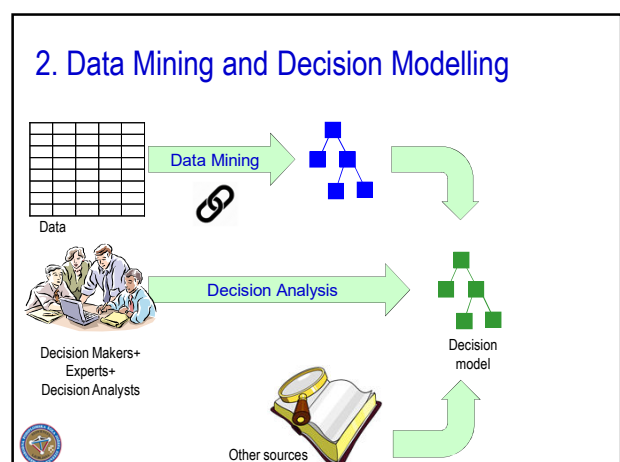 2. Data Mining and Decision Modelling
Data Mining
Data
Decision Analysis
Decision Makers+
Experts+
Decision Analysts
Decision
model
Other sources